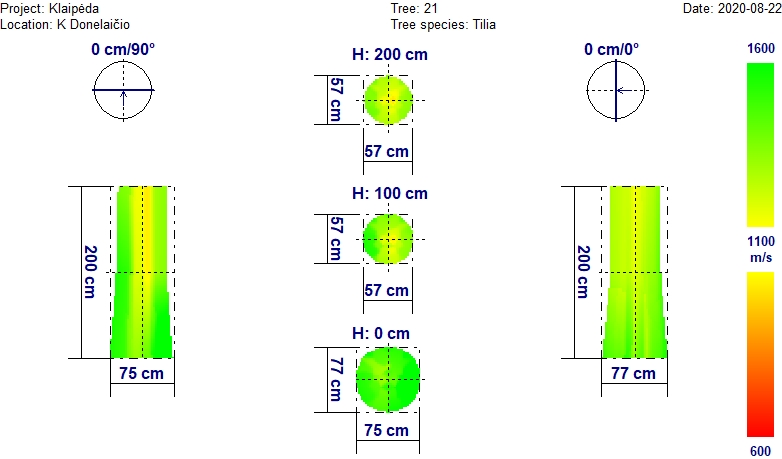 Project: Klaipėda
Tree: 21
Date: 2020-08-22
Location: K Donelaičio
Tree species: Tilia
0 cm/90°
H: 200 cm
0 cm/0°
1600
57 cm
57 cm
H: 100 cm
57 cm
57 cm
200 cm
200 cm
1100
m/s
H: 0 cm
77 cm
75 cm
75 cm
77 cm
600